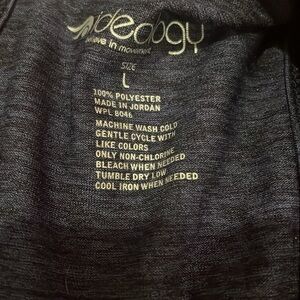 ideology
believe in movement
SIZE
L
100% POLYESTER
MADE IN JORDAN
WPL 8046
MACHINE WASH COLD
GENTLE CYCLE WITH
LIKE COLORS
ONLY NON-CHLORINE
BLEACH WHEN NEEDED
TUMBLE DRY LOW
COOL IRON WHEN NEEDED